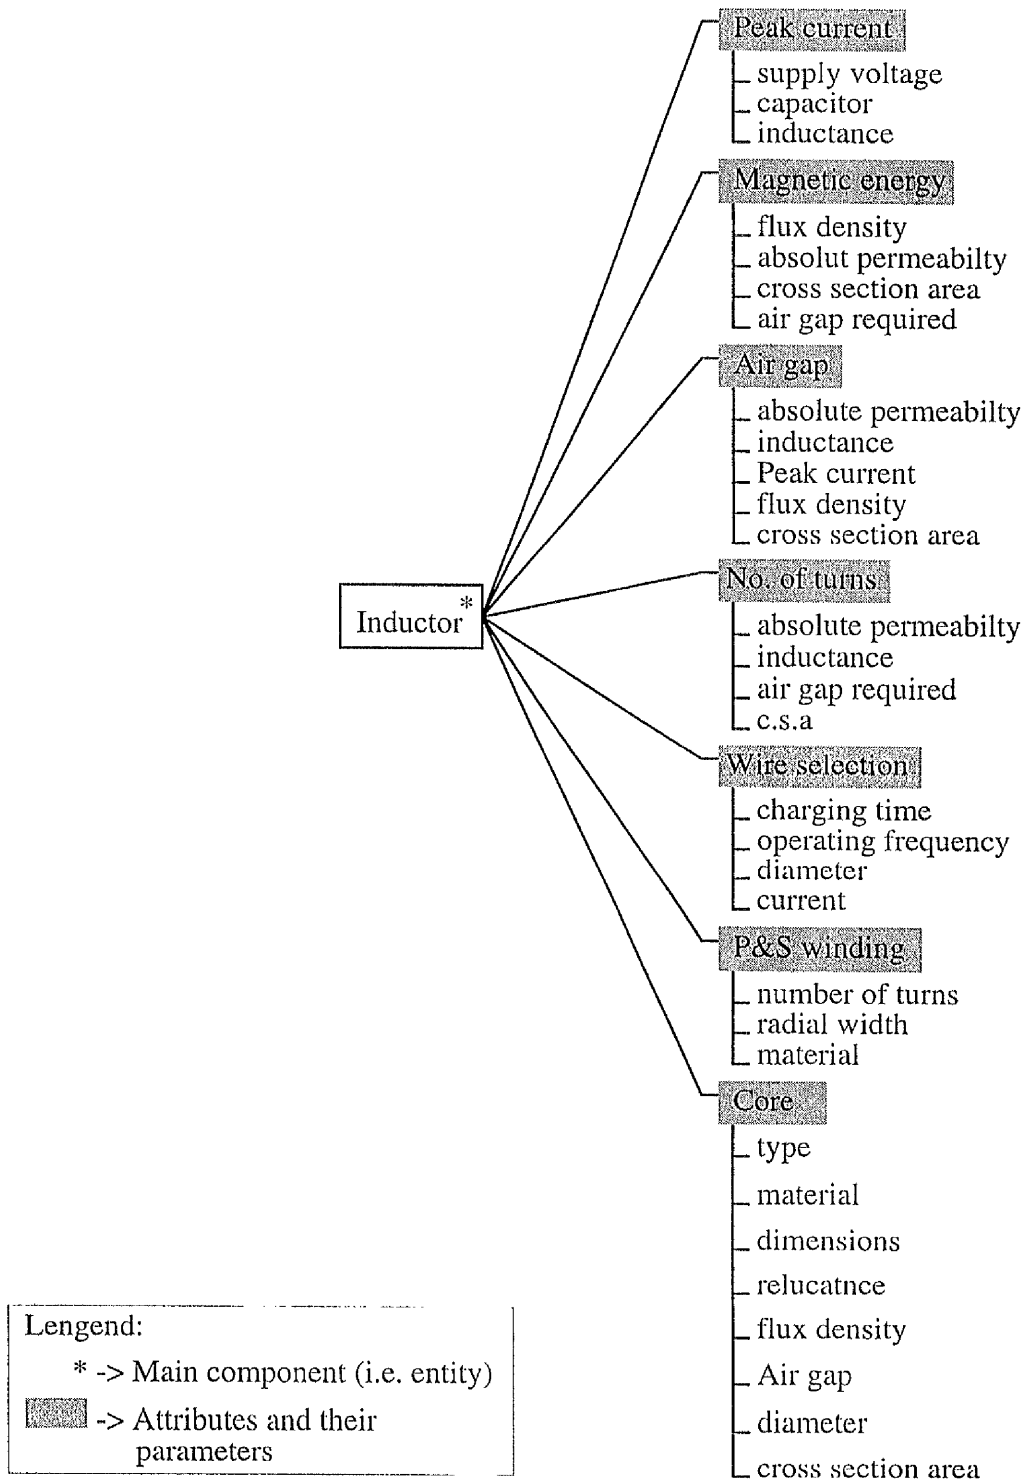 Peak current
supply voltage
capacitor
inductance
Magnetic energy
flux density
absolut permeabilty
cross section area
air gap required
Air gap
absolute permeabilty
inductance
Peak current
flux density
cross section area
Inductor*
No. of turns
absolute permeabilty
inductance
air gap required
c.s.a
Wire selection
charging time
operating frequency
diameter
current
P&S winding
number of turns
radial width
material
Core
type
material
dimensions
relucatnce
flux density
Air gap
diameter
cross section area
Lengend:
* -> Main component (i.e. entity)
-> Attributes and their
parameters